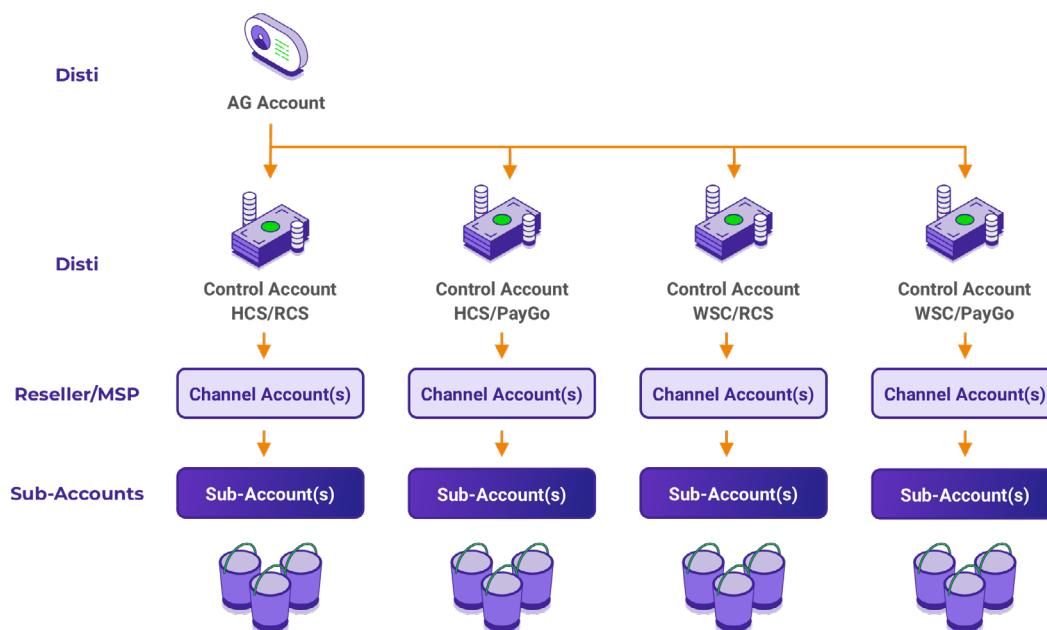 Disti
AG Account
Disti
Control Account
HCS/RCS
Control Account
HCS/PayGo
Control Account
WSC/RCS
Control Account
WSC/PayGo
Reseller/MSP
Channel Account(s)
Channel Account(s)
Channel Account(s)
Channel Account(s)
Sub-Accounts
Sub-Account(s)
Sub-Account(s)
Sub-Account(s)
Sub-Account(s)